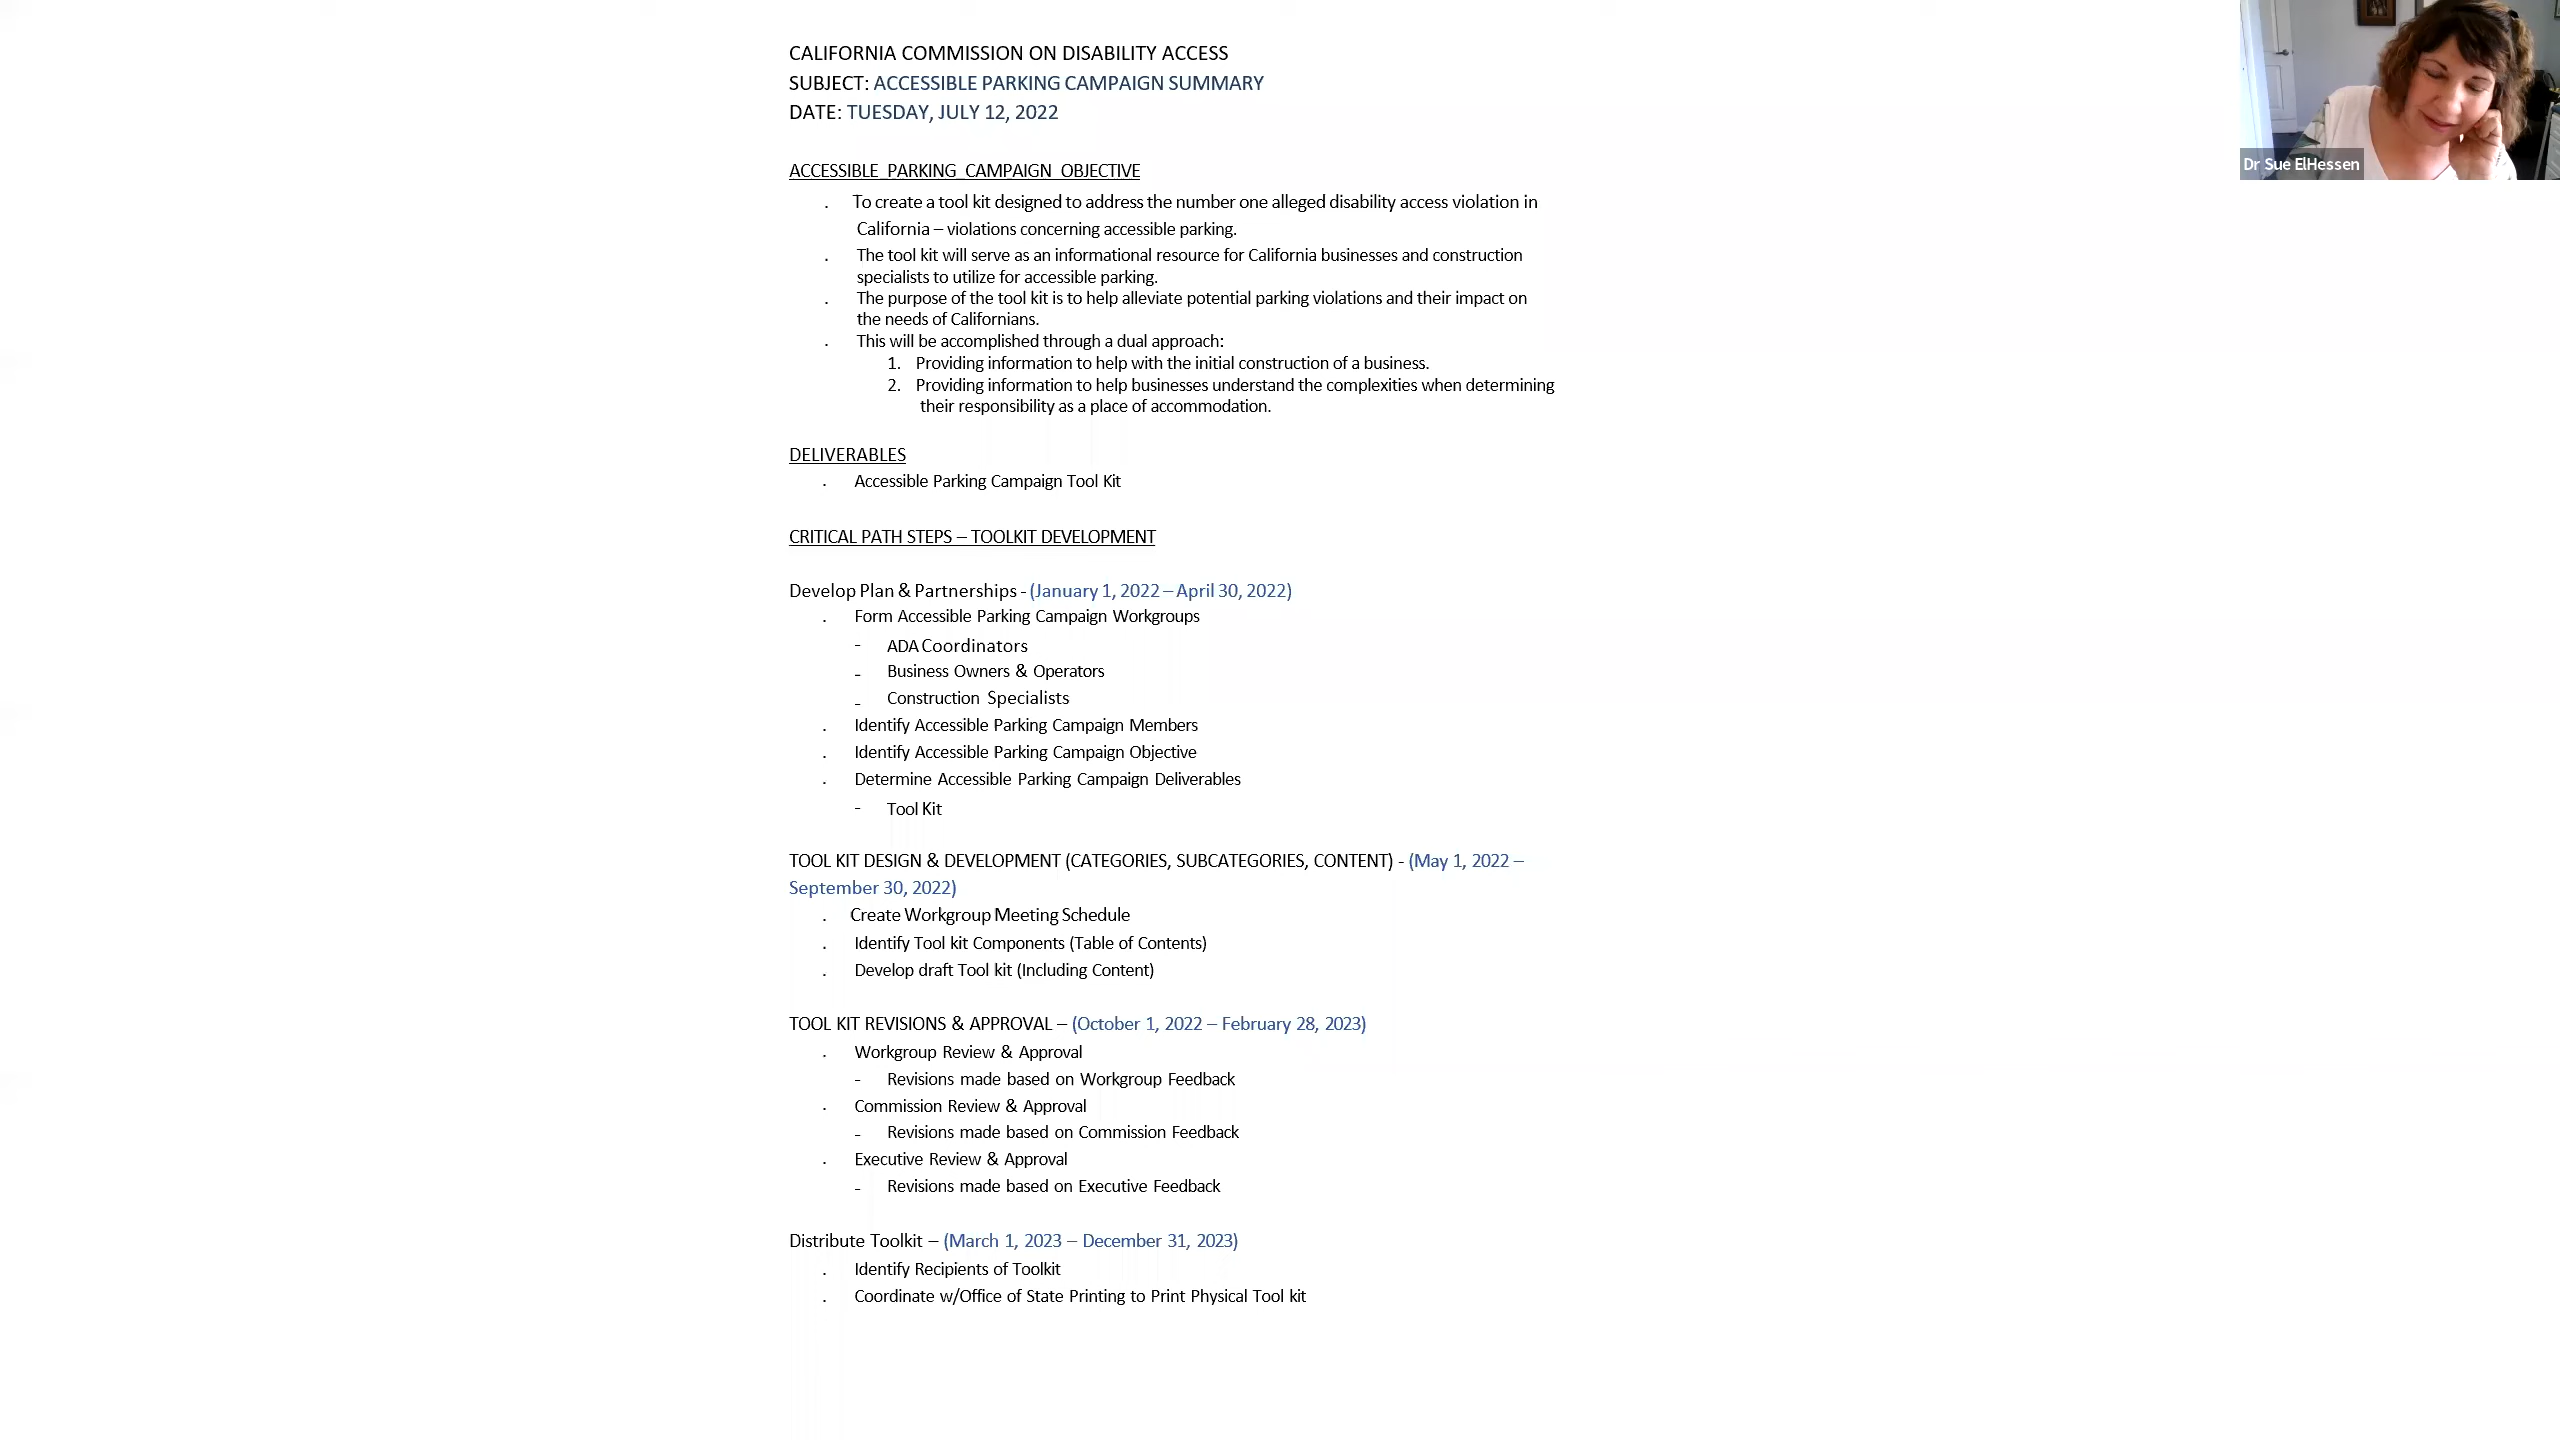 CALIFORNIA COMMISSION ON DISABILITY ACCESS
SUBJECT: ACCESSIBLE PARKING CAMPAIGN SUMMARY
DATE: TUESDAY, JULY 12, 2022
Dr Sue ElHessen
ACCESSIBLE PARKING CAMPAIGN OBJECTIVE
. To create a tool kit designed to address the number one alleged disability access violation in
California – violations concerning accessible parking.
. The tool kit will serve as an informational resource for California businesses and construction
specialists to utilize for accessible parking.
. The purpose of the tool kit is to help alleviate potential parking violations and their impact on
the needs of Californians.
. This will be accomplished through a dual approach:
1. Providing information to help with the initial construction of a business.
2. Providing information to help businesses understand the complexities when determining
their responsibility as a place of accommodation.
DELIVERABLES
. Accessible Parking Campaign Tool Kit
CRITICAL PATH STEPS – TOOLKIT DEVELOPMENT
Develop Plan & Partnerships - (January 1, 2022 – April 30, 2022)
. Form Accessible Parking Campaign Workgroups
- ADA Coordinators
- Business Owners & Operators
- Construction Specialists
. Identify Accessible Parking Campaign Members
. Identify Accessible Parking Campaign Objective
. Determine Accessible Parking Campaign Deliverables
- Tool Kit
TOOL KIT DESIGN & DEVELOPMENT (CATEGORIES, SUBCATEGORIES, CONTENT) - (May 1, 2022 –
September 30, 2022)
. Create Workgroup Meeting Schedule
. Identify Tool kit Components (Table of Contents)
. Develop draft Tool kit (Including Content)
TOOL KIT REVISIONS & APPROVAL – (October 1, 2022 – February 28, 2023)
. Workgroup Review & Approval
- Revisions made based on Workgroup Feedback
. Commission Review & Approval
- Revisions made based on Commission Feedback
. Executive Review & Approval
- Revisions made based on Executive Feedback
Distribute Toolkit – (March 1, 2023 – December 31, 2023)
. Identify Recipients of Toolkit
. Coordinate w/Office of State Printing to Print Physical Tool kit